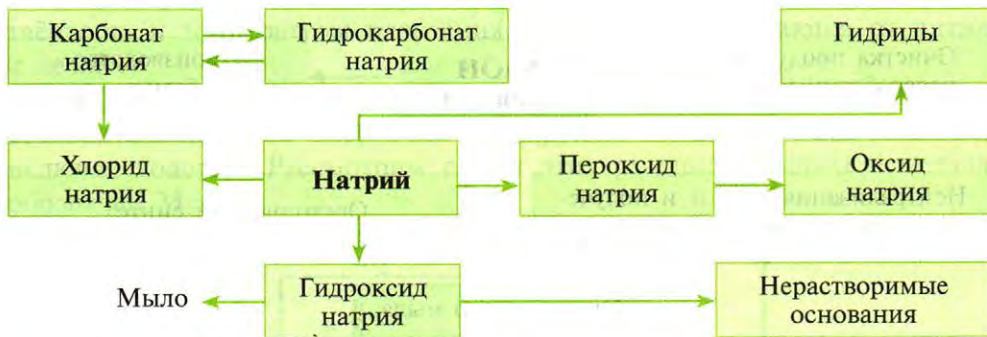 Карбонат
натрия
Гидрокарбонат
натрия
Гидриды
Хлорид
натрия
Натрий
Пероксид
натрия
Оксид
натрия
Мыло
Гидроксид
натрия
Нерастворимые
основания